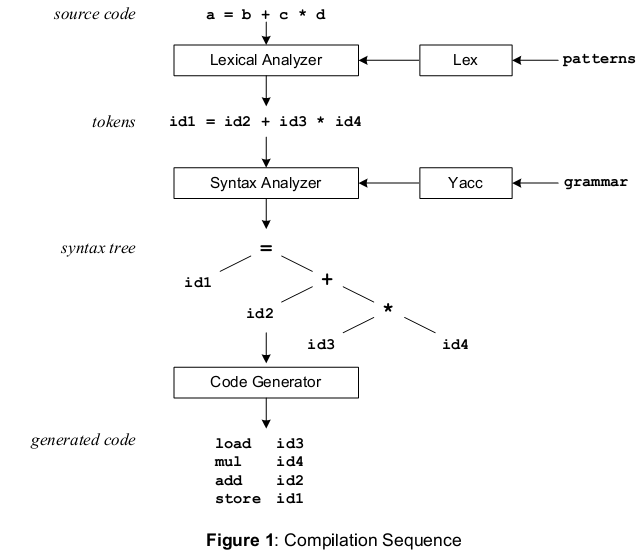 source code a = b + c * d
Lexical Analyzer Lex patterns
tokens id1 = id2 + id3 * id4
Syntax Analyzer Yacc grammar
syntax tree =
id1 +
id2 *
id3 id4
Code Generator
generated code load id3
mul id4
add id2
store id1
Figure 1: Compilation Sequence